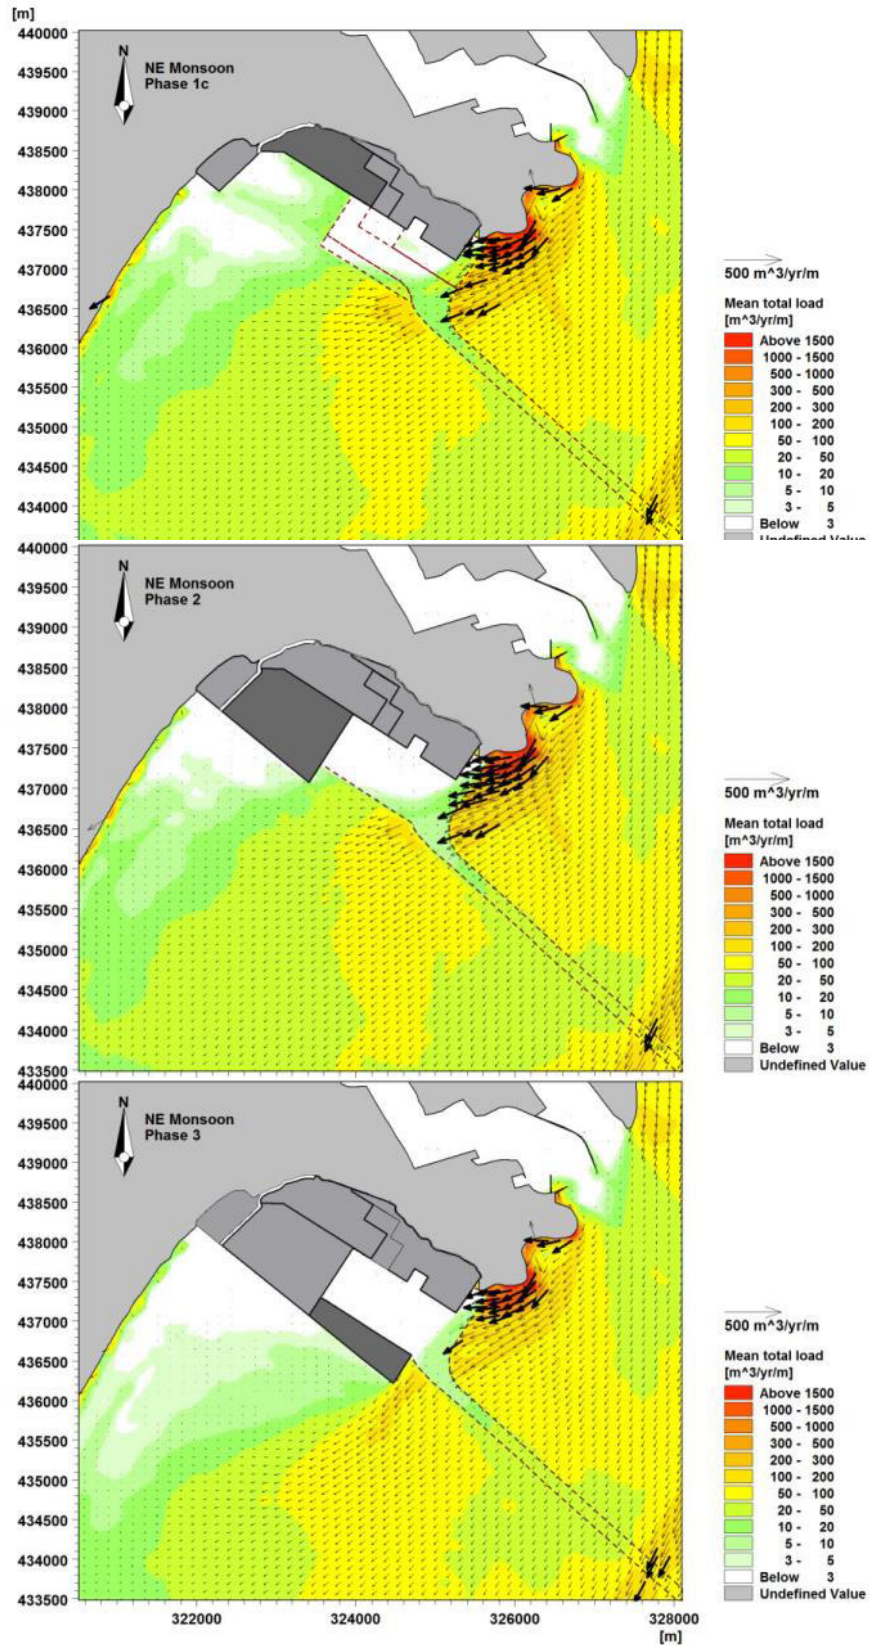 [m]
440000
439500
439000
438500
438000
437500
437000
436500
436000
435500
435000
434500
434000
N
NE Monsoon
Phase 1c
500 m^3/yr/m
Mean total load
[m^3/yr/m]
Above 1500
1000 - 1500
500 - 1000
300 - 500
200 - 300
100 - 200
50 - 100
20 - 50
10 - 20
5 - 10
3 - 5
Below 3
Undefined Value
440000
439500
439000
438500
438000
437500
437000
436500
436000
435500
435000
434500
434000
433500
N
NE Monsoon
Phase 2
500 m^3/yr/m
Mean total load
[m^3/yr/m]
Above 1500
1000 - 1500
500 - 1000
300 - 500
200 - 300
100 - 200
50 - 100
20 - 50
10 - 20
5 - 10
3 - 5
Below 3
Undefined Value
440000
439500
439000
438500
438000
437500
437000
436500
436000
435500
435000
434500
434000
433500
N
NE Monsoon
Phase 3
500 m^3/yr/m
Mean total load
[m^3/yr/m]
Above 1500
1000 - 1500
500 - 1000
300 - 500
200 - 300
100 - 200
50 - 100
20 - 50
10 - 20
5 - 10
3 - 5
Below 3
Undefined Value
322000 324000 326000 328000
[m]